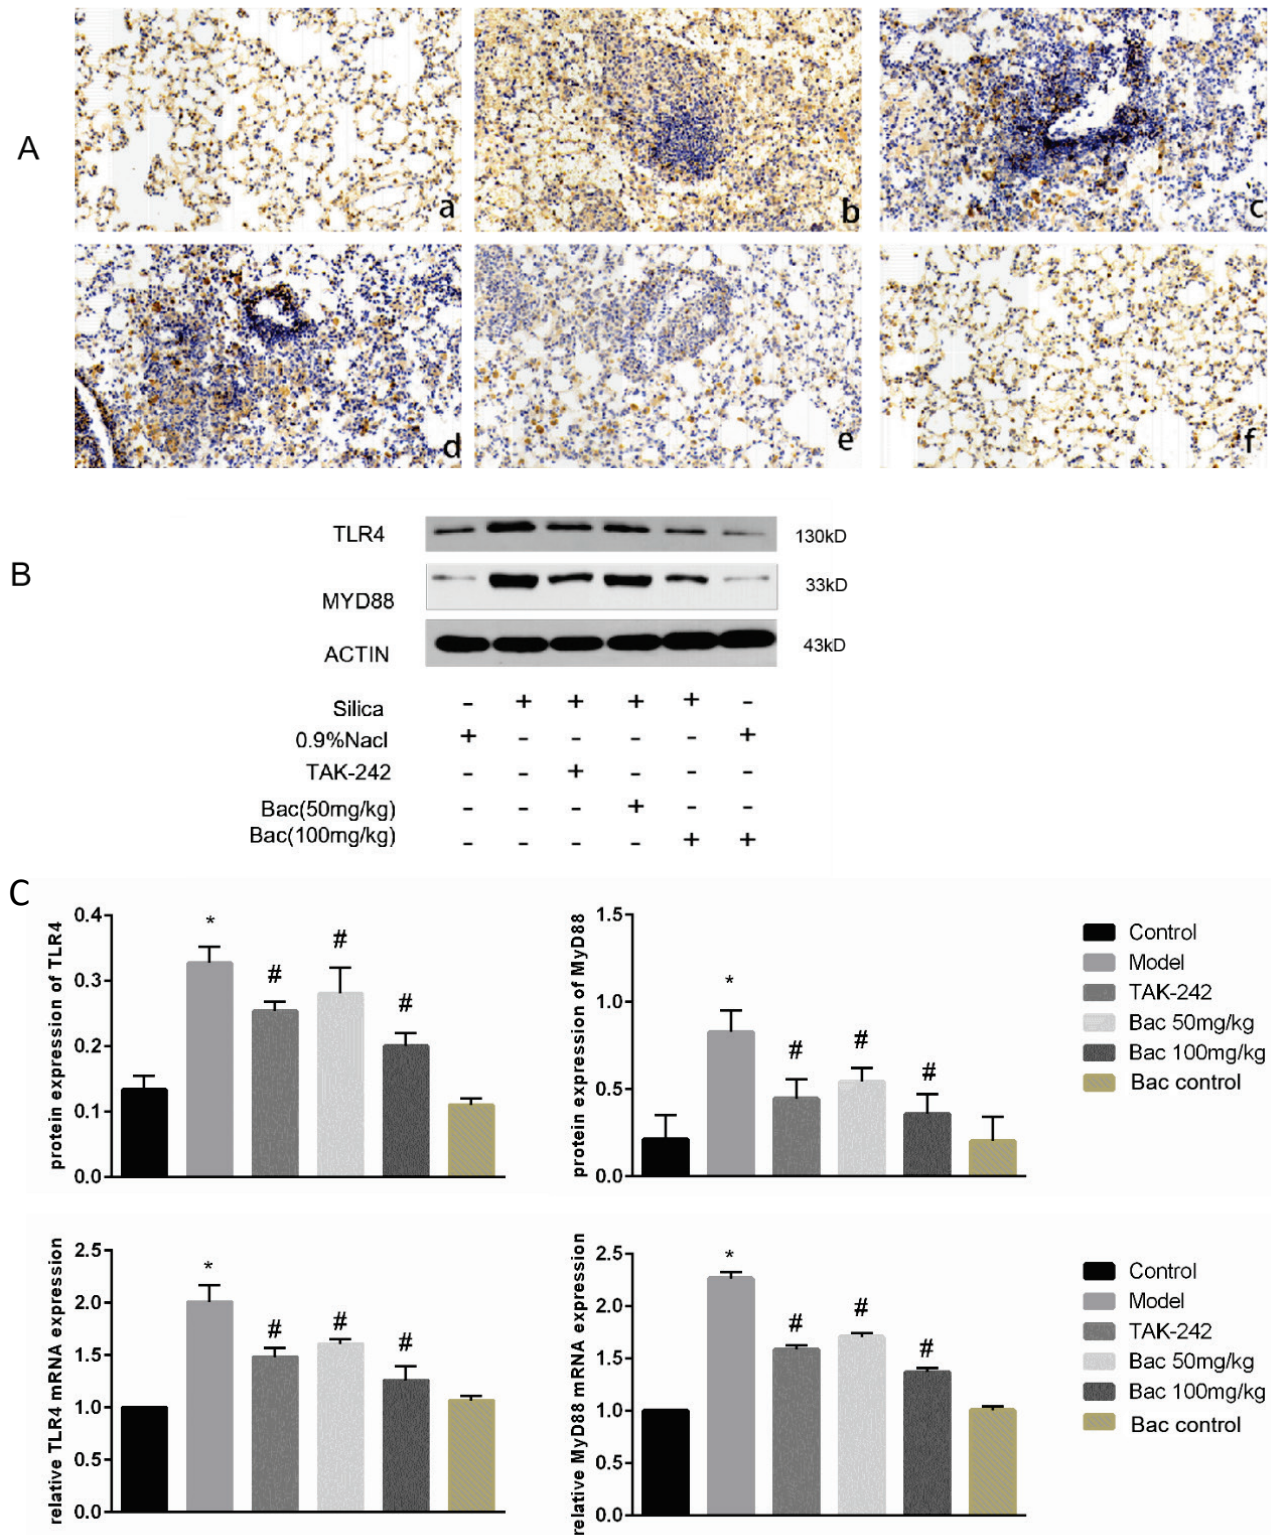 A
a
b
c
d
e
f
B
TLR4
130kD
MYD88
33kD
ACTIN
43kD
Silica - + + + + -
0.9%Nacl + - - - - +
TAK-242 - - + - - -
Bac(50mg/kg) - - - + - -
Bac(100mg/kg) - - - - + +
C
protein expression of TLR4
0.4
0.3
0.2
0.1
0.0
* # # #
protein expression of MyD88
1.5
1.0
0.5
0.0
* # # #
Control
Model
TAK-242
Bac 50mg/kg
Bac 100mg/kg
Bac control
relative TLR4 mRNA expression
2.5
2.0
1.5
1.0
0.5
0.0
* # # #
relative MyD88 mRNA expression
2.5
2.0
1.5
1.0
0.5
0.0
* # # #
Control
Model
TAK-242
Bac 50mg/kg
Bac 100mg/kg
Bac control